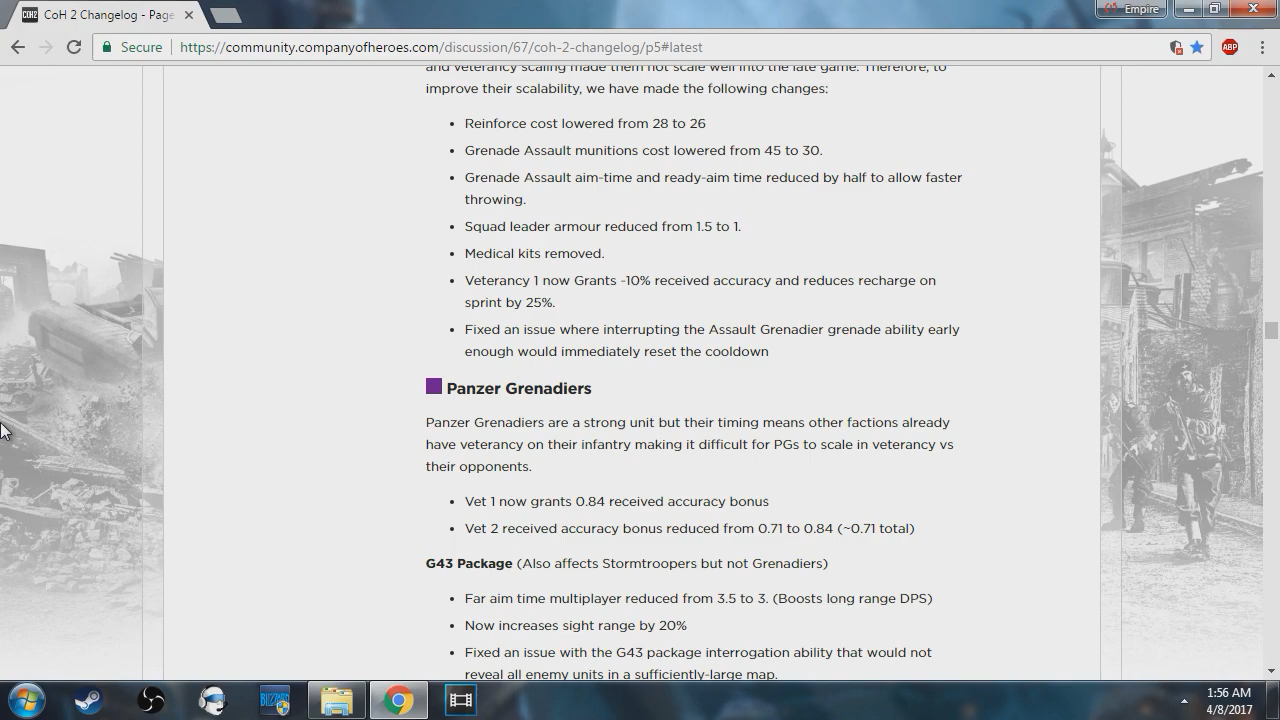 CoH 2 Changelog - Page
Empire
Secure
https://community.companyofheroes.com/discussion/67/coh-2-changelog/p5#latest
ABP
and veterancy scaling made them not scale well into the late game. Therefore, to
improve their scalability, we have made the following changes:
• Reinforce cost lowered from 28 to 26
• Grenade Assault munitions cost lowered from 45 to 30.
• Grenade Assault aim-time and ready-aim time reduced by half to allow faster
throwing.
• Squad leader armour reduced from 1.5 to 1.
• Medical kits removed.
• Veterancy 1 now Grants -10% received accuracy and reduces recharge on
sprint by 25%.
• Fixed an issue where interrupting the Assault Grenadier grenade ability early
enough would immediately reset the cooldown
Panzer Grenadiers
Panzer Grenadiers are a strong unit but their timing means other factions already
have veterancy on their infantry making it difficult for PGs to scale in veterancy vs
their opponents.
• Vet 1 now grants 0.84 received accuracy bonus
• Vet 2 received accuracy bonus reduced from 0.71 to 0.84 (~0.71 total)
G43 Package (Also affects Stormtroopers but not Grenadiers)
• Far aim time multiplayer reduced from 3.5 to 3. (Boosts long range DPS)
• Now increases sight range by 20%
• Fixed an issue with the G43 package interrogation ability that would not
reveal all enemy units in a sufficiently-large map.
BLIZZARD
1:56 AM
4/8/2017